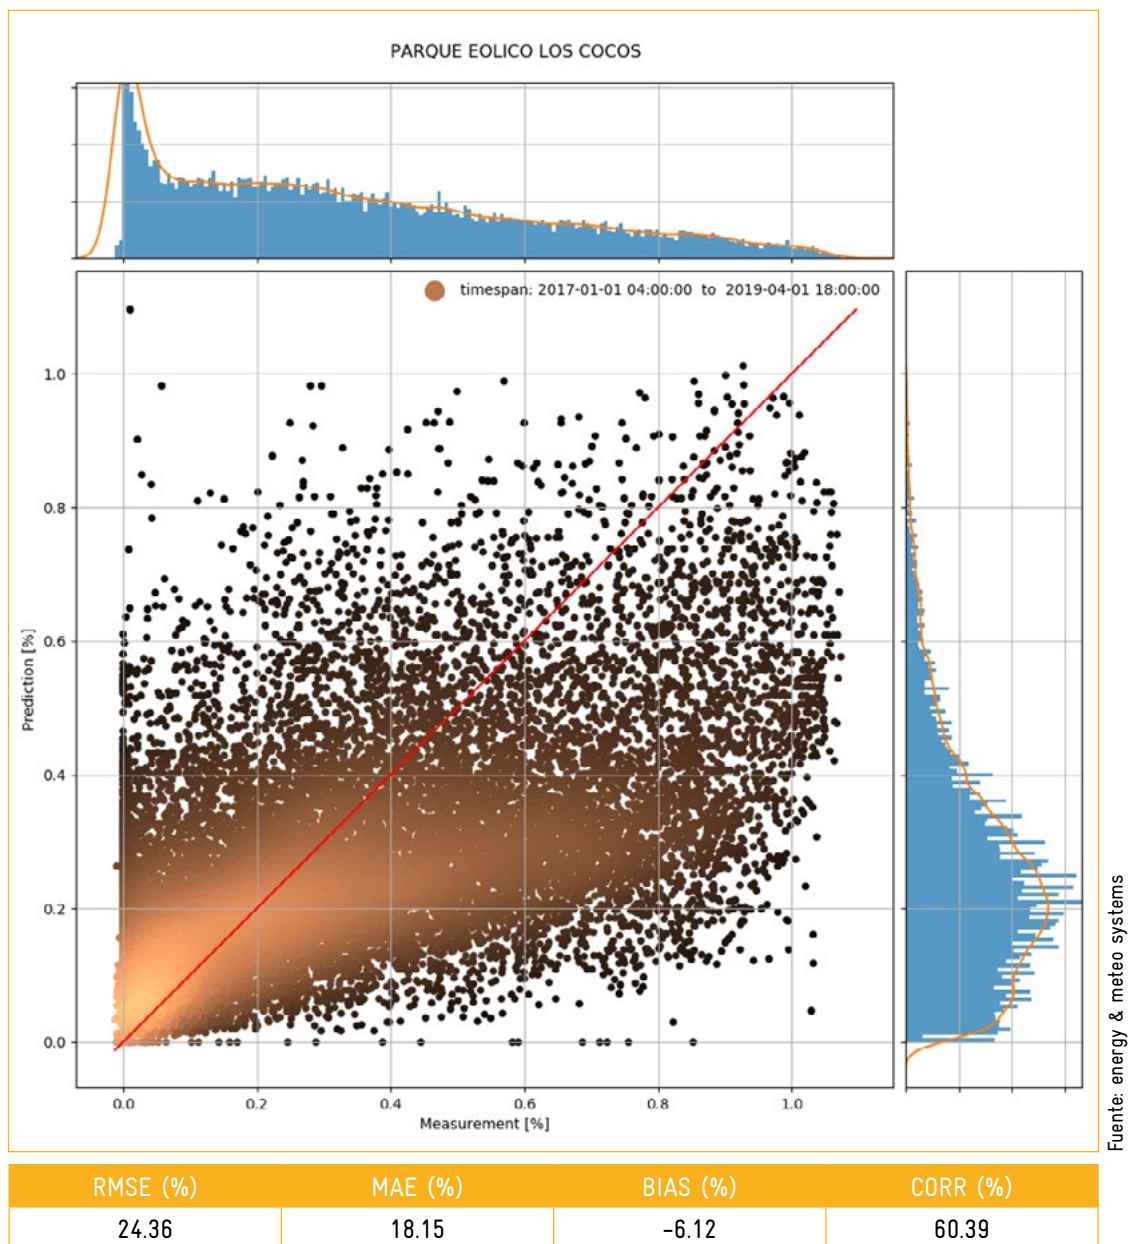 PARQUE EOLICO LOS COCOS
timespan: 2017-01-01 04:00:00 to 2019-04-01 18:00:00
1.0
0.8
0.6
0.4
0.2
0.0
Prediction [%]
0.0 0.2 0.4 0.6 0.8 1.0
Measurement [%]
Fuente: energy & meteo systems
RMSE (%) MAE (%) BIAS (%) CORR (%)
24.36 18.15 -6.12 60.39